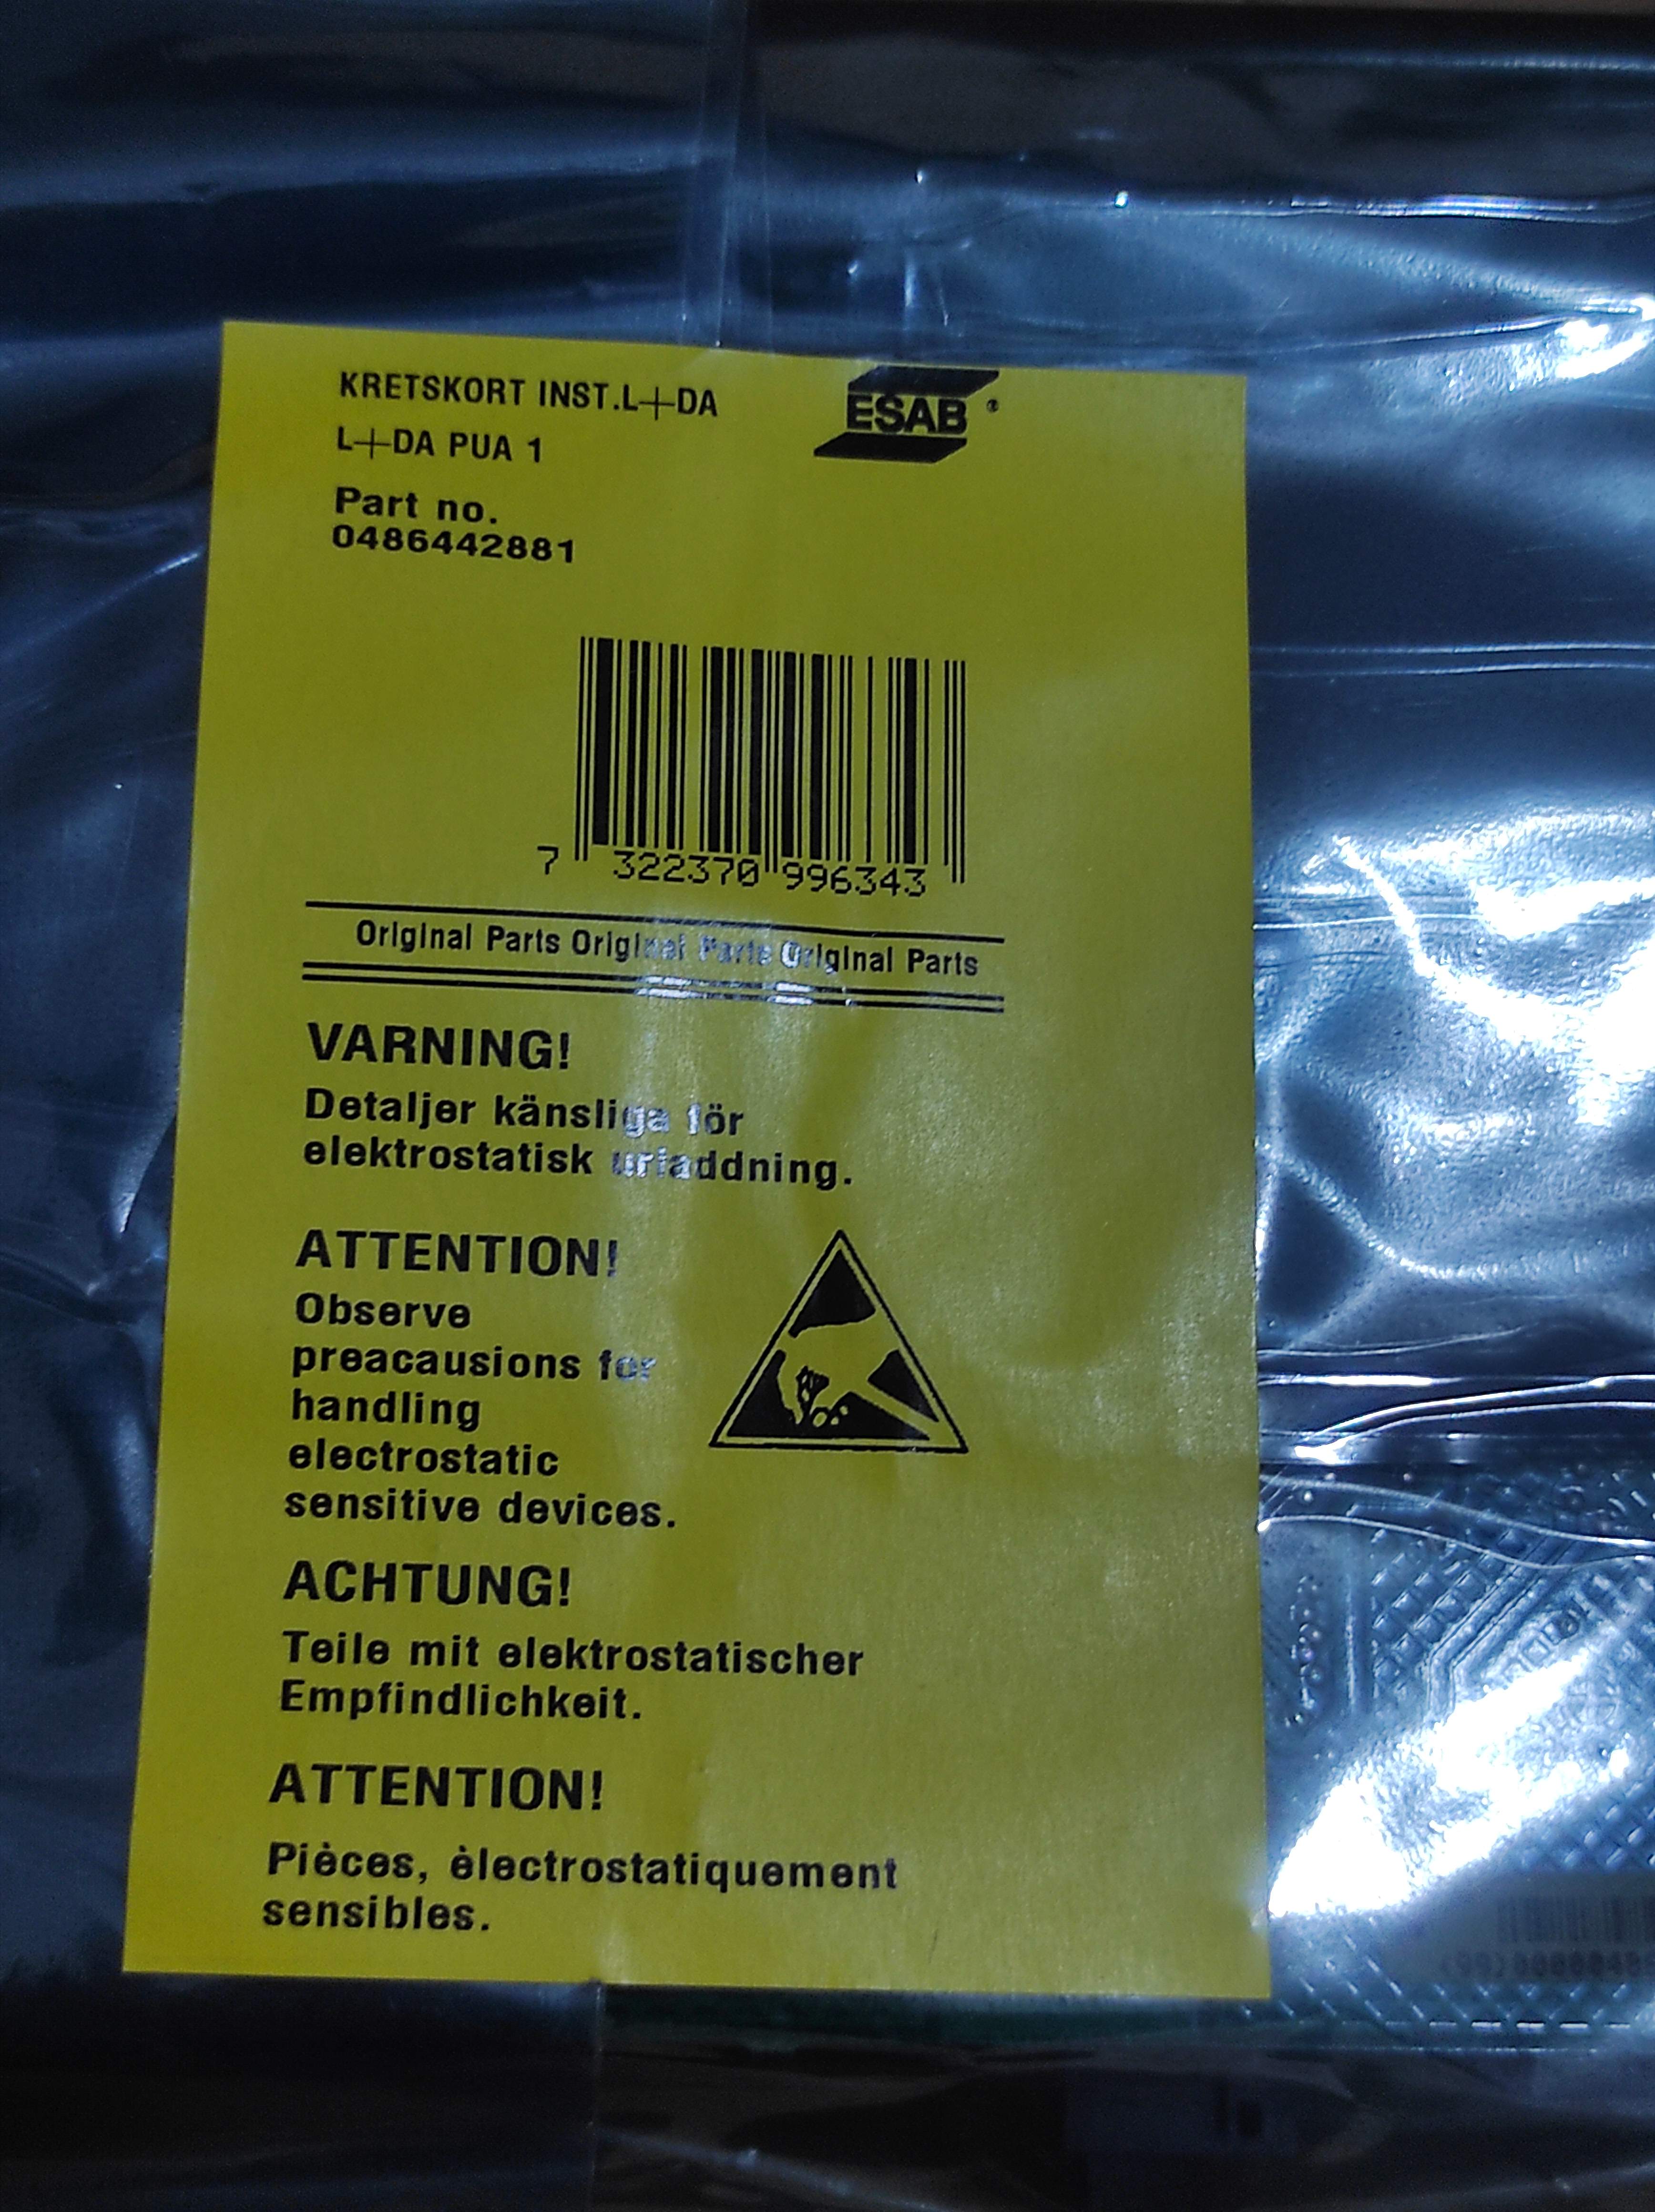 KRETSKORT INST.L+DA
ESAB ®
L+DA PUA 1
Part no.
0486442881
7 322370 996343
Original Parts Original Parts Original Parts
VARNING!
Detaljer känsliga för
elektrostatisk urladdning.
ATTENTION!
Observe
preacausions for
handling
electrostatic
sensitive devices.
ACHTUNG!
Teile mit elektrostatischer
Empfindlichkeit.
ATTENTION!
Pièces, èlectrostatiquement
sensibles.